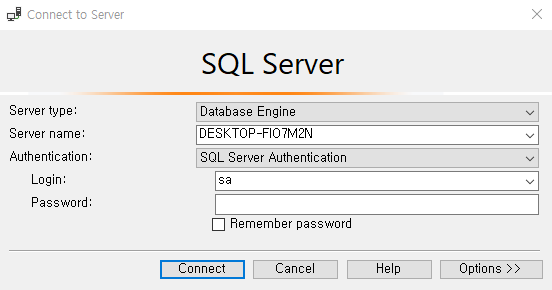 Connect to Server
SQL Server
Server type: Database Engine
Server name: DESKTOP-FIO7M2N
Authentication: SQL Server Authentication
Login: sa
Password:
Remember password
Connect Cancel Help Options >>